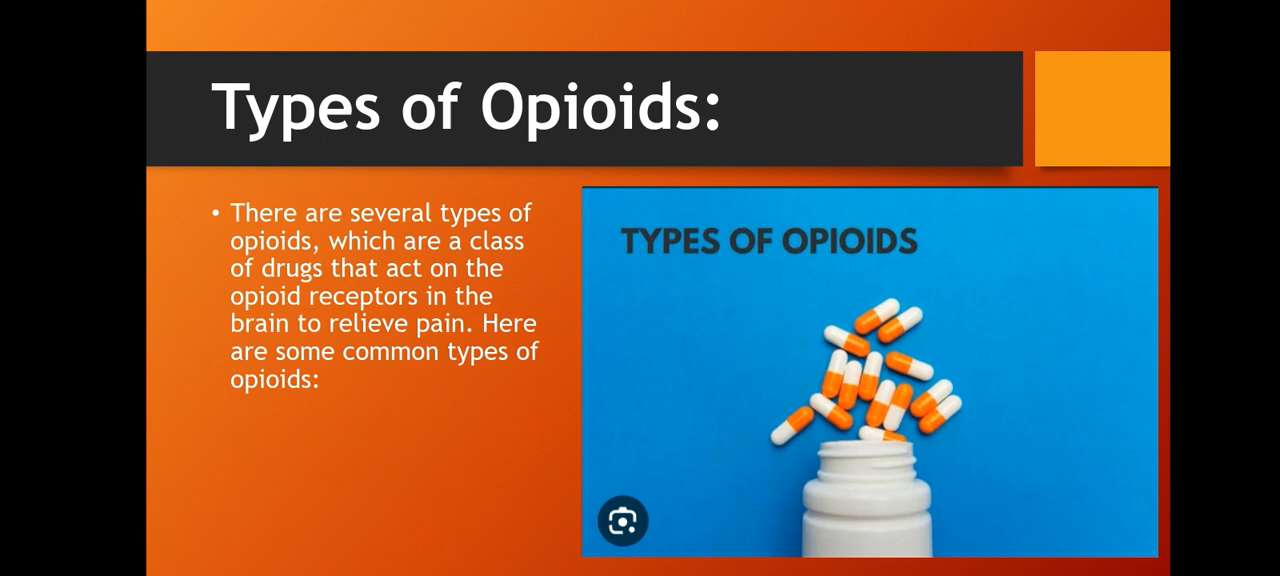 Types of Opioids:
• There are several types of
opioids, which are a class
of drugs that act on the
opioid receptors in the
brain to relieve pain. Here
are some common types of
opioids:
TYPES OF OPIOIDS